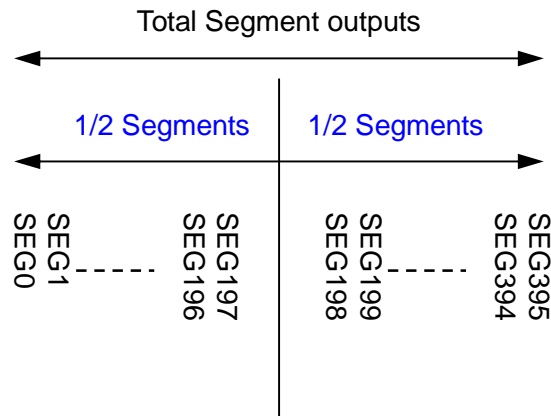 Total Segment outputs
1/2 Segments
1/2 Segments
SEG0
SEG1
SEG196
SEG197
SEG198
SEG199
SEG394
SEG395